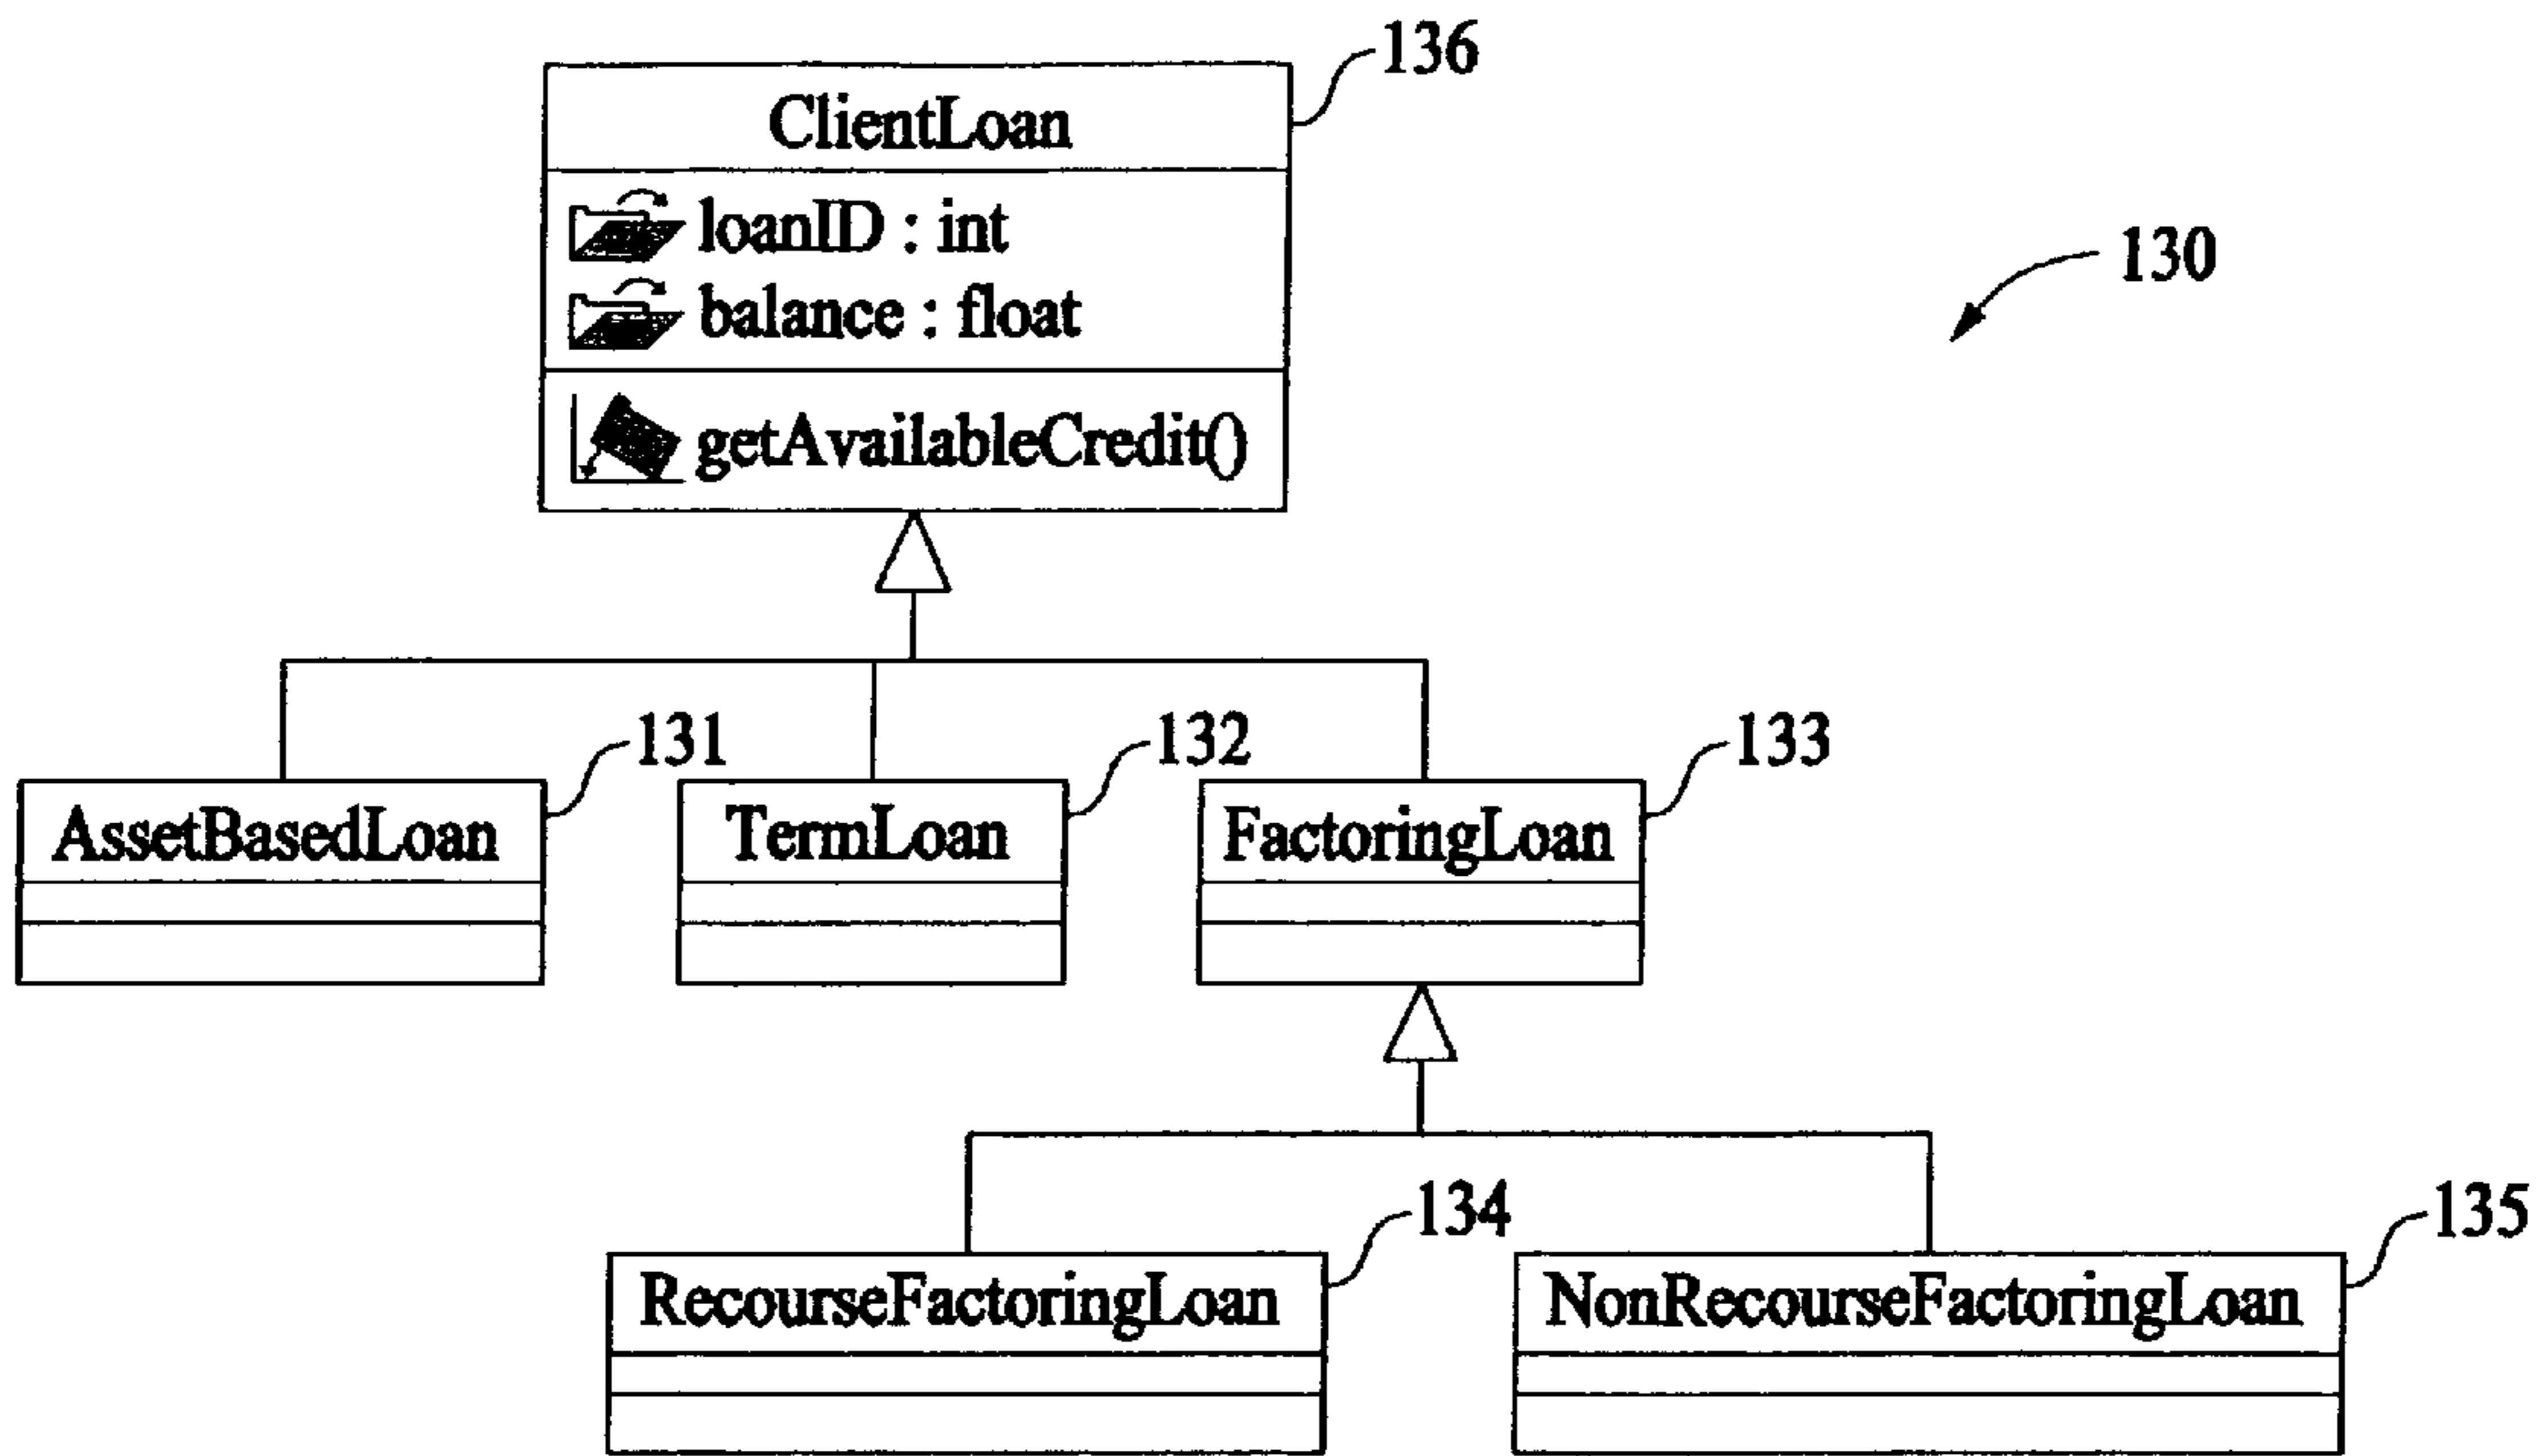 136
ClientLoan
loanID : int
balance : float
getAvailableCredit()
130
131
132
133
AssetBasedLoan
TermLoan
FactoringLoan
134
135
RecourseFactoringLoan
NonRecourseFactoringLoan